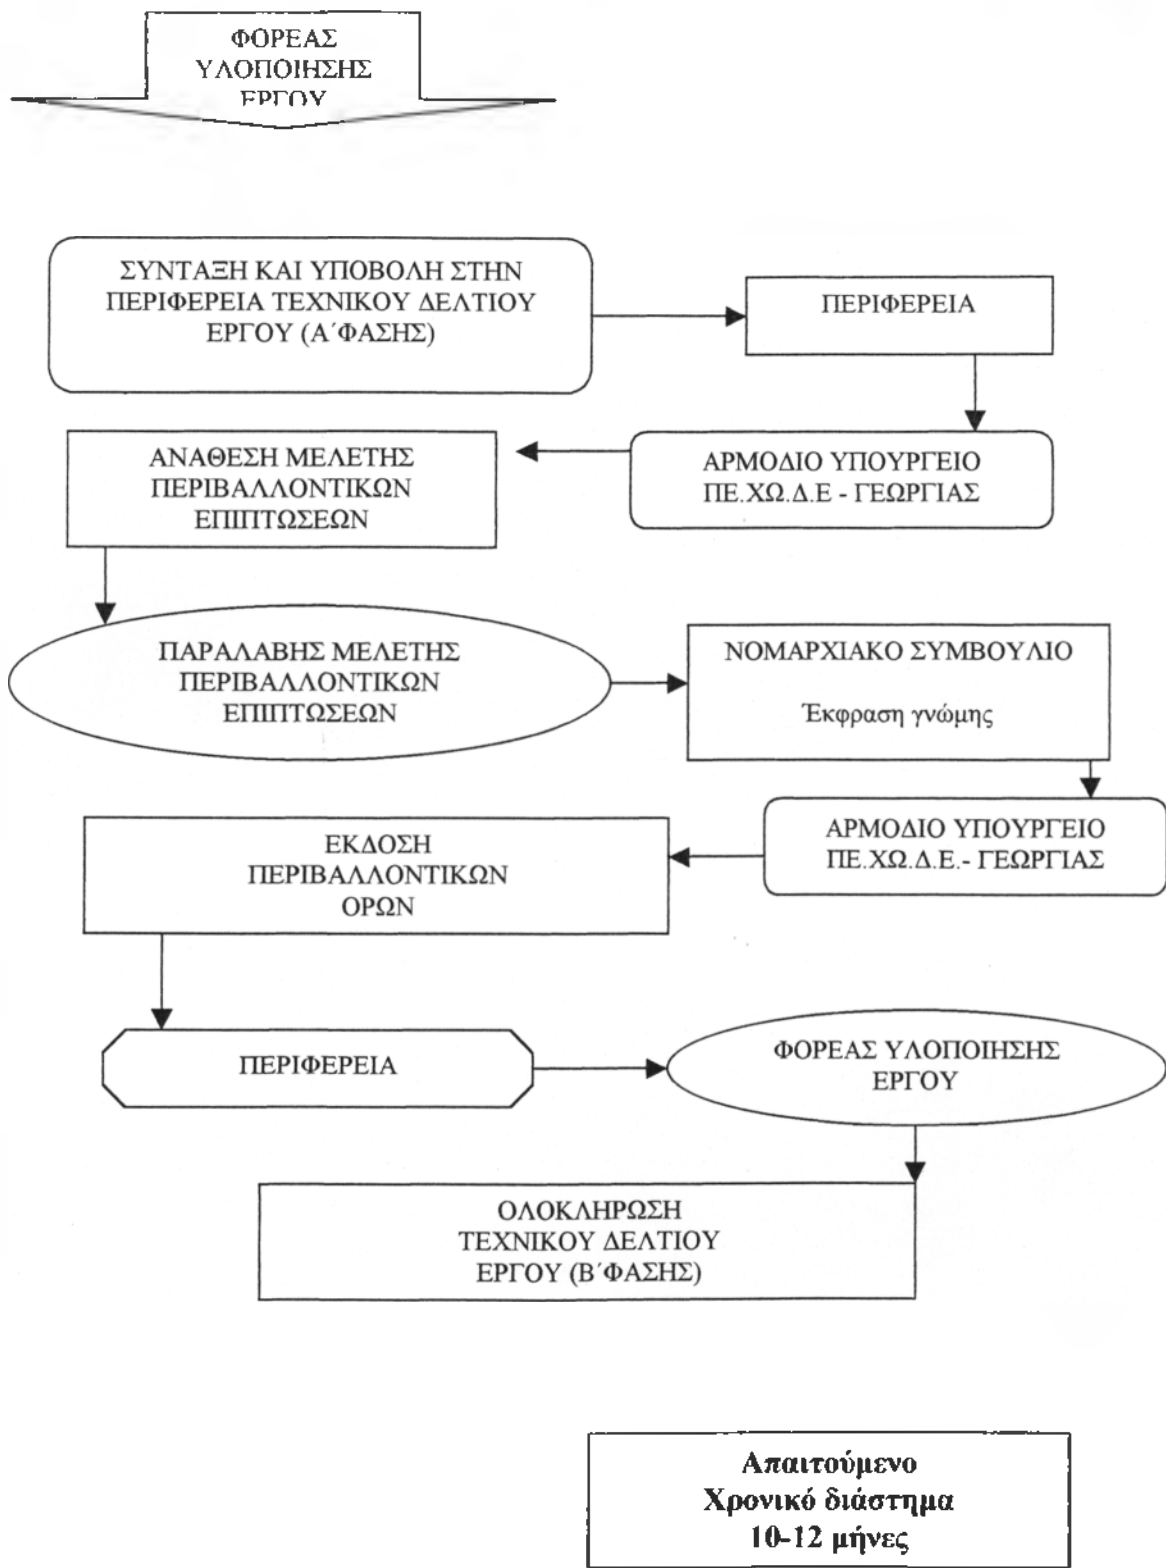 ΦΟΡΕΑΣ
ΥΛΟΠΟΙΗΣΗΣ
ΕΡΓΟΥ
ΣΥΝΤΑΞΗ ΚΑΙ ΥΠΟΒΟΛΗ ΣΤΗΝ
ΠΕΡΙΦΕΡΕΙΑ ΤΕΧΝΙΚΟΥ ΔΕΛΤΙΟΥ
ΕΡΓΟΥ (Α΄ΦΑΣΗΣ)
ΠΕΡΙΦΕΡΕΙΑ
ΑΡΜΟΔΙΟ ΥΠΟΥΡΓΕΙΟ
ΠΕ.ΧΩ.Δ.Ε - ΓΕΩΡΓΙΑΣ
ΑΝΑΘΕΣΗ ΜΕΛΕΤΗΣ
ΠΕΡΙΒΑΛΛΟΝΤΙΚΩΝ
ΕΠΙΠΤΩΣΕΩΝ
ΠΑΡΑΛΑΒΗΣ ΜΕΛΕΤΗΣ
ΠΕΡΙΒΑΛΛΟΝΤΙΚΩΝ
ΕΠΙΠΤΩΣΕΩΝ
ΝΟΜΑΡΧΙΑΚΟ ΣΥΜΒΟΥΛΙΟ
Έκφραση γνώμης
ΑΡΜΟΔΙΟ ΥΠΟΥΡΓΕΙΟ
ΠΕ.ΧΩ.Δ.Ε.- ΓΕΩΡΓΙΑΣ
ΕΚΔΟΣΗ
ΠΕΡΙΒΑΛΛΟΝΤΙΚΩΝ
ΟΡΩΝ
ΠΕΡΙΦΕΡΕΙΑ
ΦΟΡΕΑΣ ΥΛΟΠΟΙΗΣΗΣ
ΕΡΓΟΥ
ΟΛΟΚΛΗΡΩΣΗ
ΤΕΧΝΙΚΟΥ ΔΕΛΤΙΟΥ
ΕΡΓΟΥ (Β΄ΦΑΣΗΣ)
Απαιτούμενο
Χρονικό διάστημα
10-12 μήνες